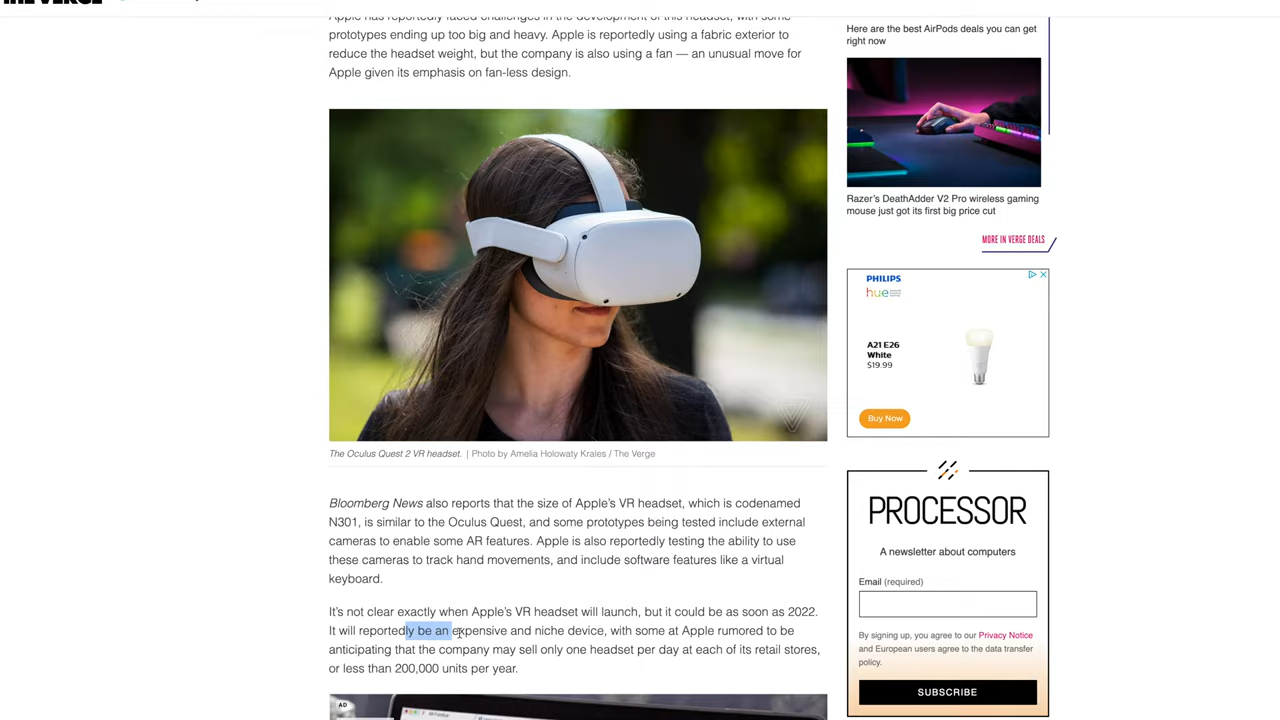 THE VERGE
Apple has reportedly faced challenges in the development of this headset, with some
prototypes ending up too big and heavy. Apple is reportedly using a fabric exterior to
reduce the headset weight, but the company is also using a fan — an unusual move for
Apple given its emphasis on fan-less design.
The Oculus Quest 2 VR headset. | Photo by Amelia Holowaty Krales / The Verge
Bloomberg News also reports that the size of Apple’s VR headset, which is codenamed
N301, is similar to the Oculus Quest, and some prototypes being tested include external
cameras to enable some AR features. Apple is also reportedly testing the ability to use
these cameras to track hand movements, and include software features like a virtual
keyboard.
It’s not clear exactly when Apple’s VR headset will launch, but it could be as soon as 2022.
It will reportedly be an expensive and niche device, with some at Apple rumored to be
anticipating that the company may sell only one headset per day at each of its retail stores,
or less than 200,000 units per year.
AD
Here are the best AirPods deals you can get
right now
Razer’s DeathAdder V2 Pro wireless gaming
mouse just got its first big price cut
MORE IN VERGE DEALS
PHILIPS
hue
A21 E26
White
$19.99
Buy Now
PROCESSOR
A newsletter about computers
Email (required)
By signing up, you agree to our Privacy Notice
and European users agree to the data transfer
policy.
SUBSCRIBE